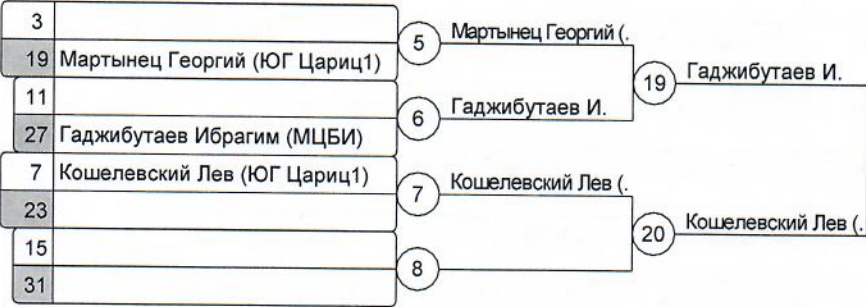 3
19 Мартынец Георгий (ЮГ Цариц1)
11
27 Гаджибутаев Ибрагим (МЦБИ)
7 Кошелевский Лев (ЮГ Цариц1)
23
15
31
5 Мартынец Георгий (.
6 Гаджибутаев И.
7 Кошелевский Лев (.
8
19 Гаджибутаев И.
20 Кошелевский Лев (.